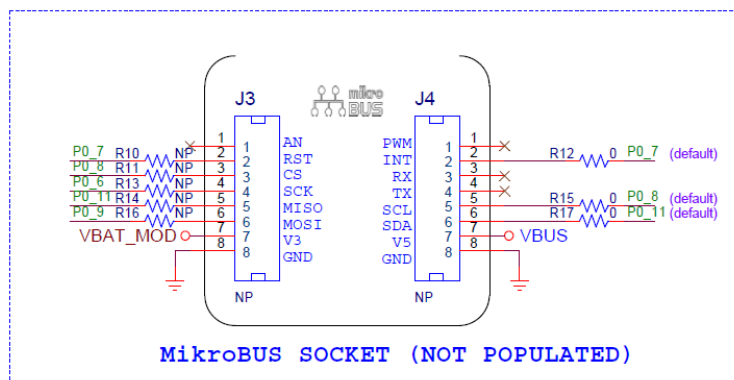 mikro
BUS
J3
J4
1 1 AN PWM 1 1
P0_7 R10 NP 2 2 RST INT 2 2 R12 0 P0_7 (default)
P0_8 R11 NP 3 3 CS RX 3 3
P0_6 R13 NP 4 4 SCK TX 4 4
P0_11 R14 NP 5 5 MISO SCL 5 5 R15 0 P0_8 (default)
P0_9 R16 NP 6 6 MOSI SDA 6 6 R17 0 P0_11 (default)
VBAT_MOD 7 7 V3 V5 7 7 VBUS
8 8 GND GND 8 8
NP NP
MikroBUS SOCKET (NOT POPULATED)